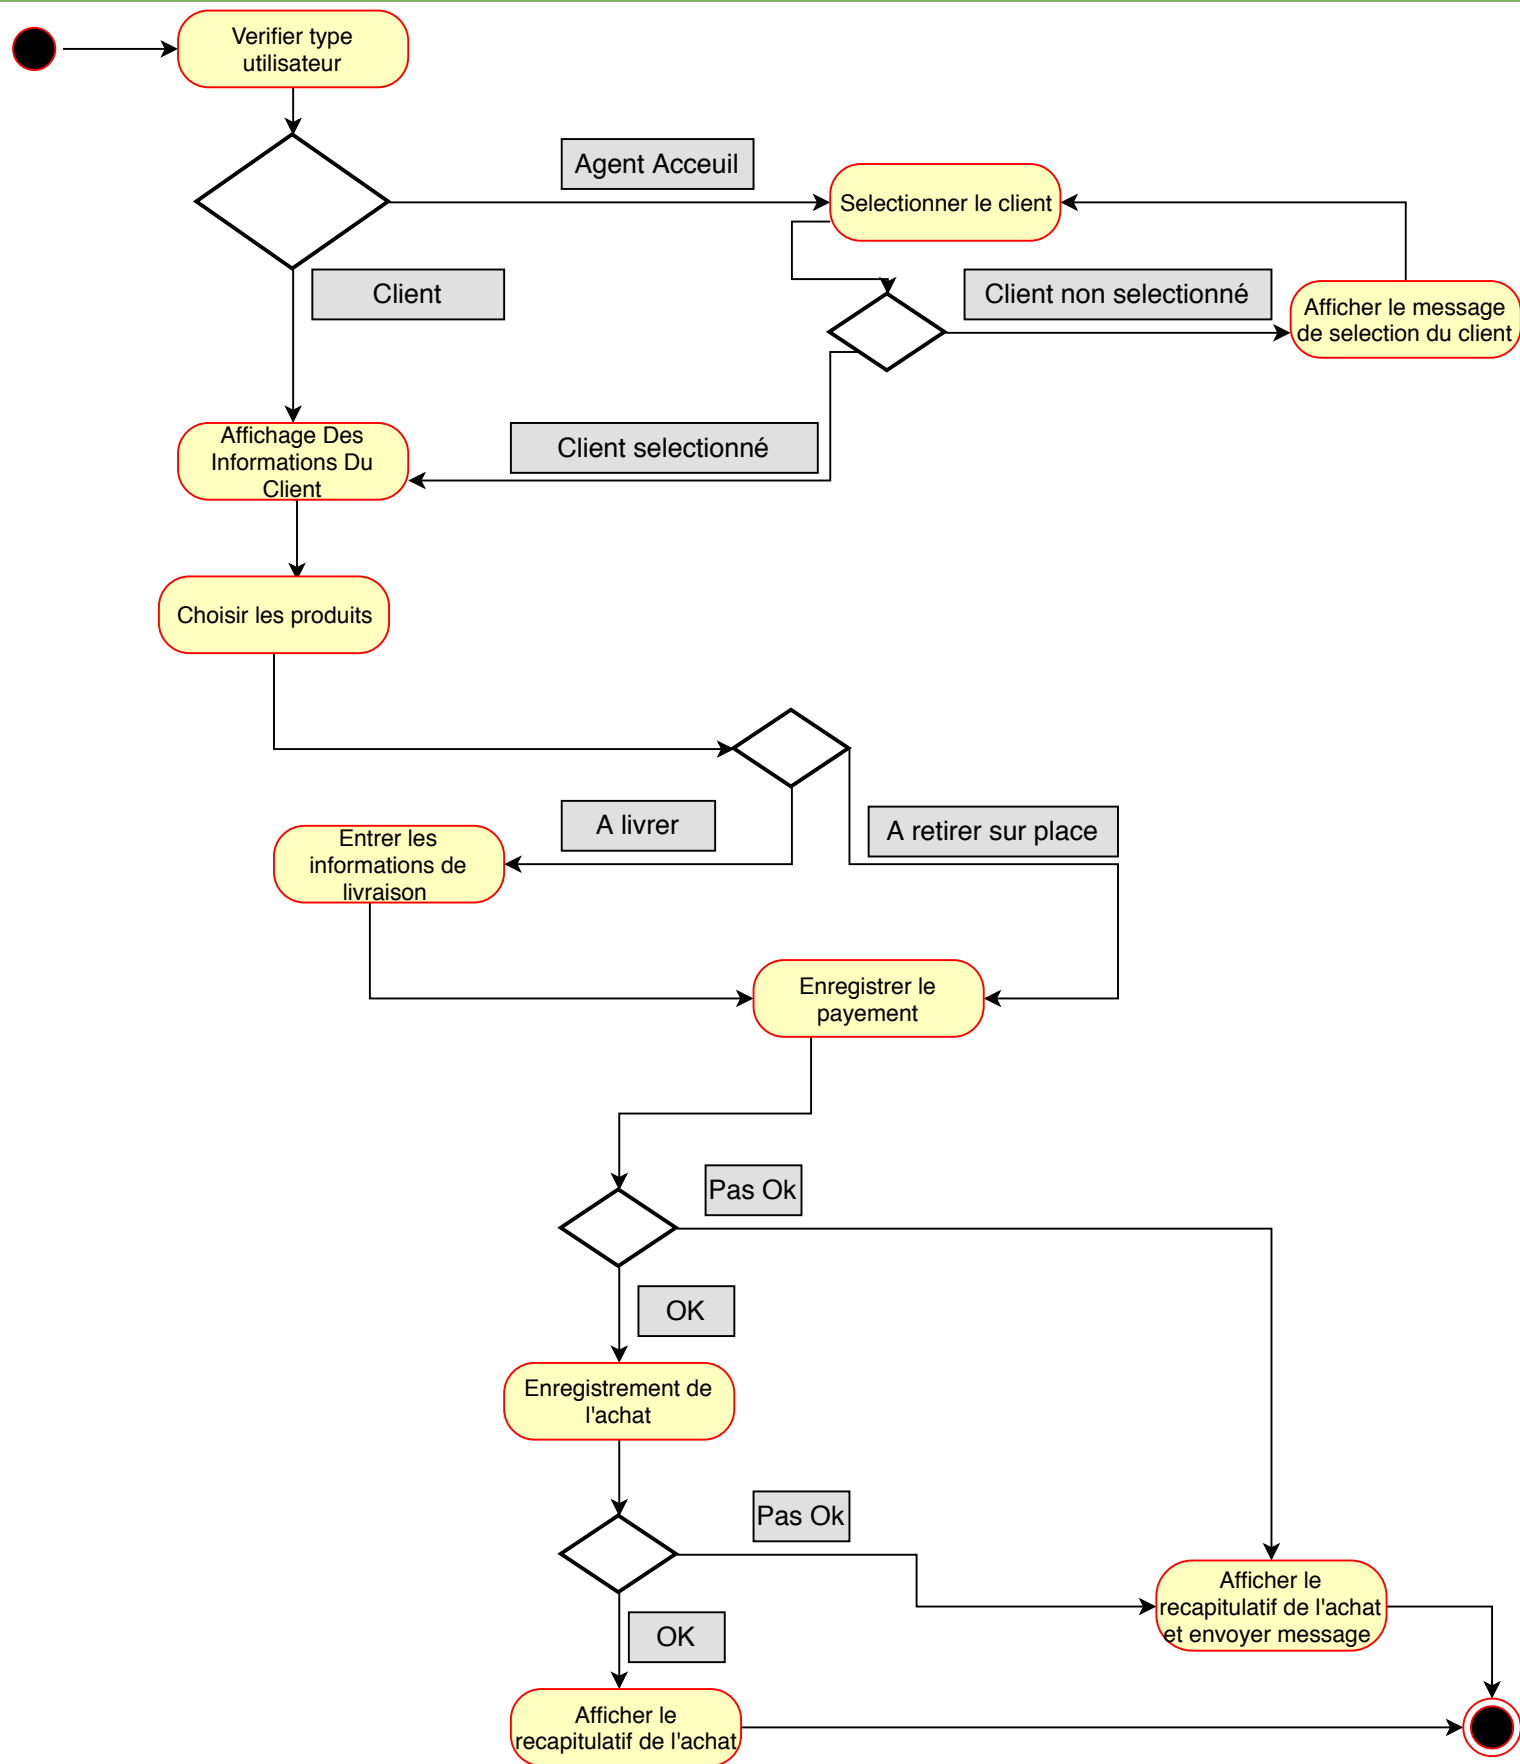 Verifier type
utilisateur
Agent Acceuil
Selectionner le client
Client
Client non selectionné
Afficher le message
de selection du client
Affichage Des
Informations Du
Client
Client selectionné
Choisir les produits
A livrer
A retirer sur place
Entrer les
informations de
livraison
Enregistrer le
payement
Pas Ok
OK
Enregistrement de
l'achat
Pas Ok
Afficher le
recapitulatif de l'achat
et envoyer message
OK
Afficher le
recapitulatif de l'achat